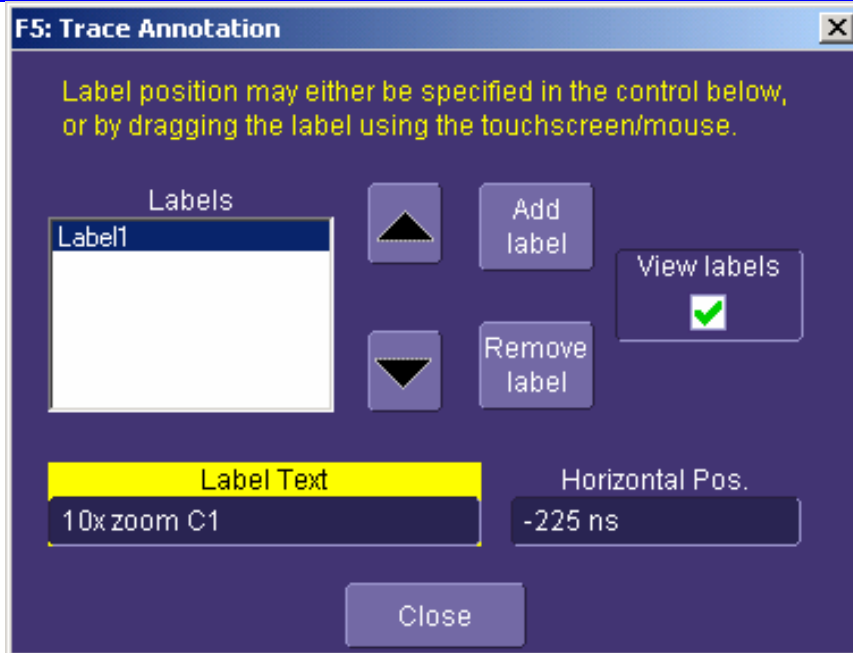 F5: Trace Annotation
Label position may either be specified in the control below,
or by dragging the label using the touchscreen/mouse.
Labels
Label1
Add
label
View labels
Remove
label
Label Text
10x zoom C1
Horizontal Pos.
-225 ns
Close